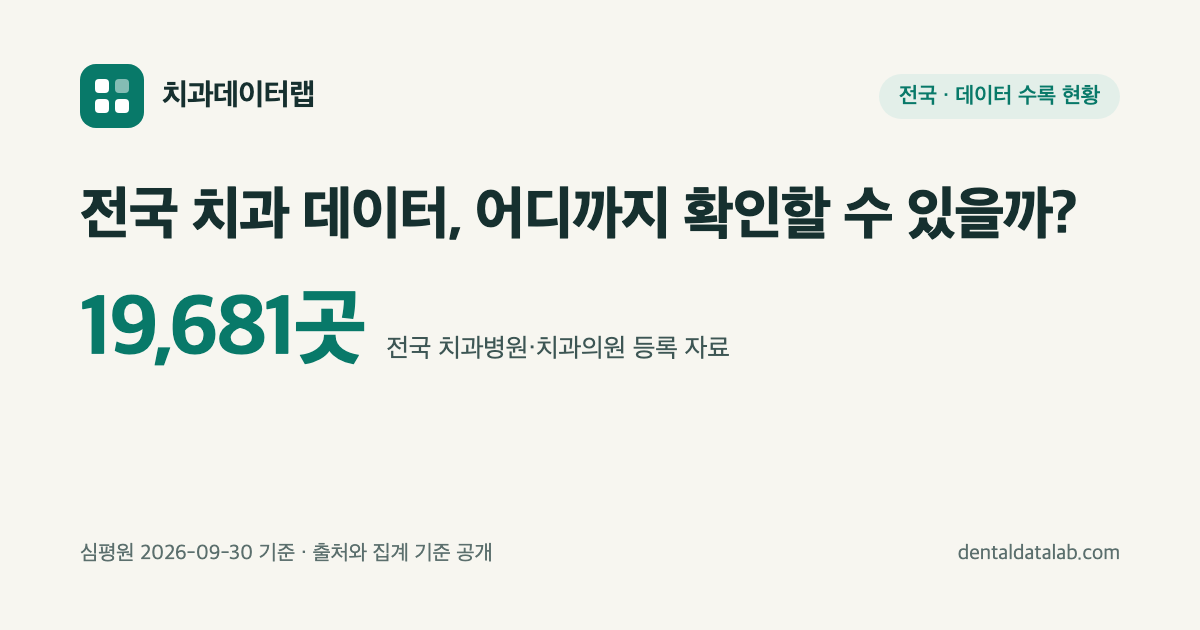 치과데이터랩
전국 · 데이터 수록 현황
전국 치과 데이터, 어디까지 확인할 수 있을까?
19,681곳 전국 치과병원·치과의원 등록 자료
심평원 2026-09-30 기준 · 출처와 집계 기준 공개
dentaldatalab.com